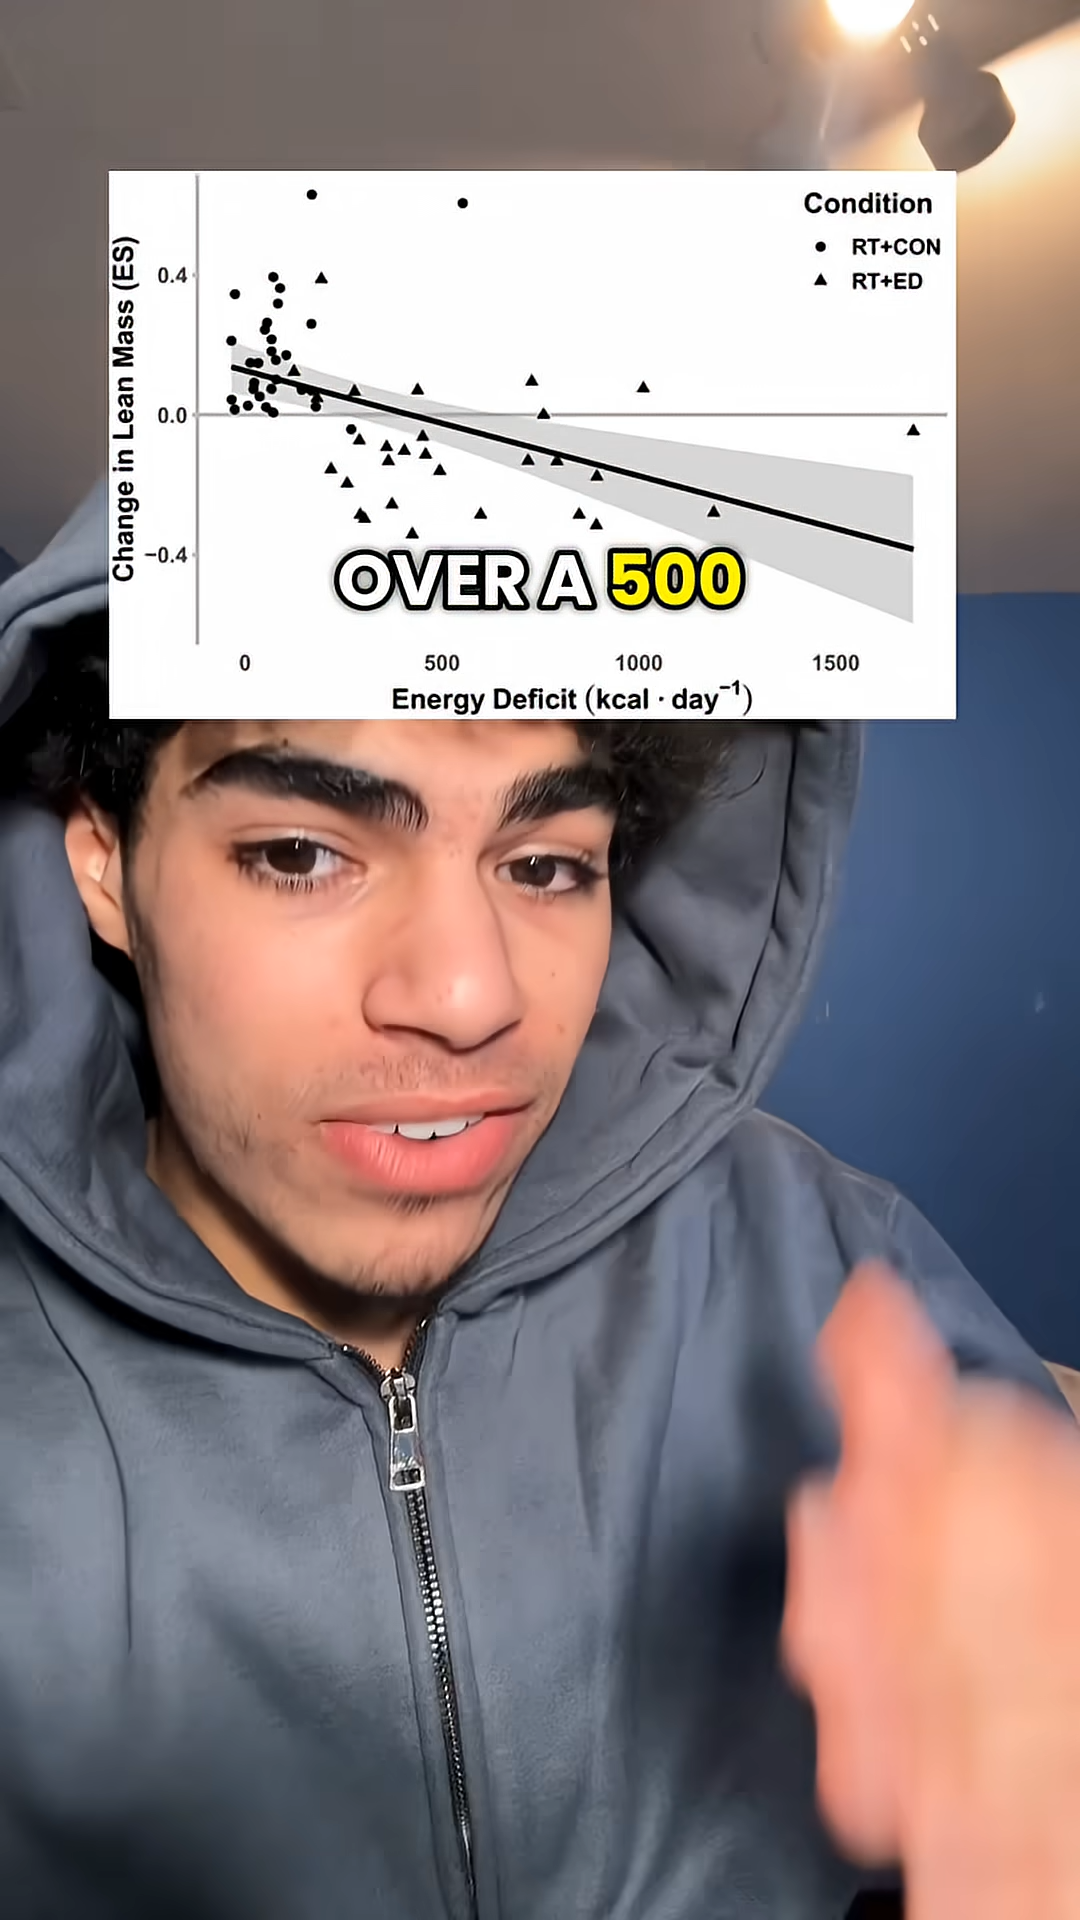 Condition
RT+CON
RT+ED
Change in Lean Mass (ES)
0.4
0.0
−0.4
OVER A 500
0 500 1000 1500
Energy Deficit (kcal · day⁻¹)